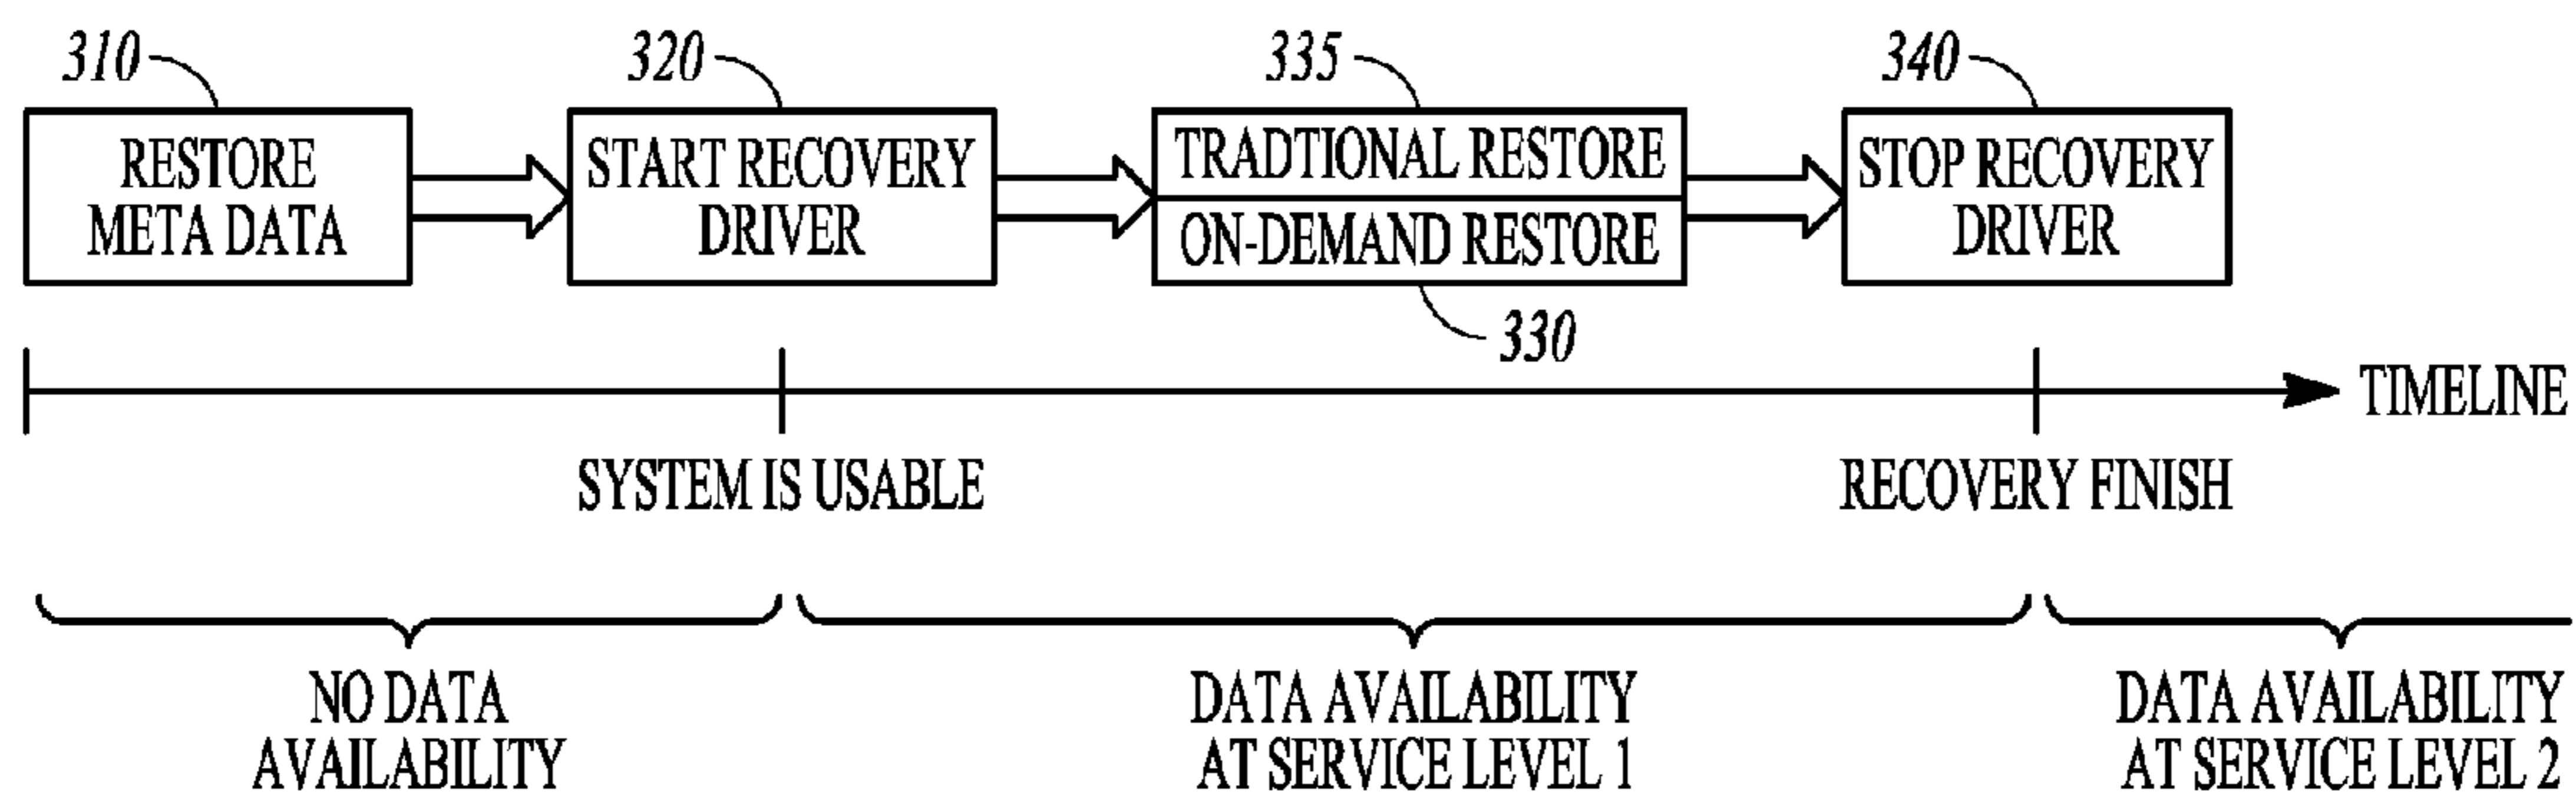 310
320
335
340
RESTORE
META DATA
START RECOVERY
DRIVER
TRADTIONAL RESTORE
ON-DEMAND RESTORE
STOP RECOVERY
DRIVER
330
TIMELINE
SYSTEM IS USABLE
RECOVERY FINISH
NO DATA
AVAILABILITY
DATA AVAILABILITY
AT SERVICE LEVEL 1
DATA AVAILABILITY
AT SERVICE LEVEL 2